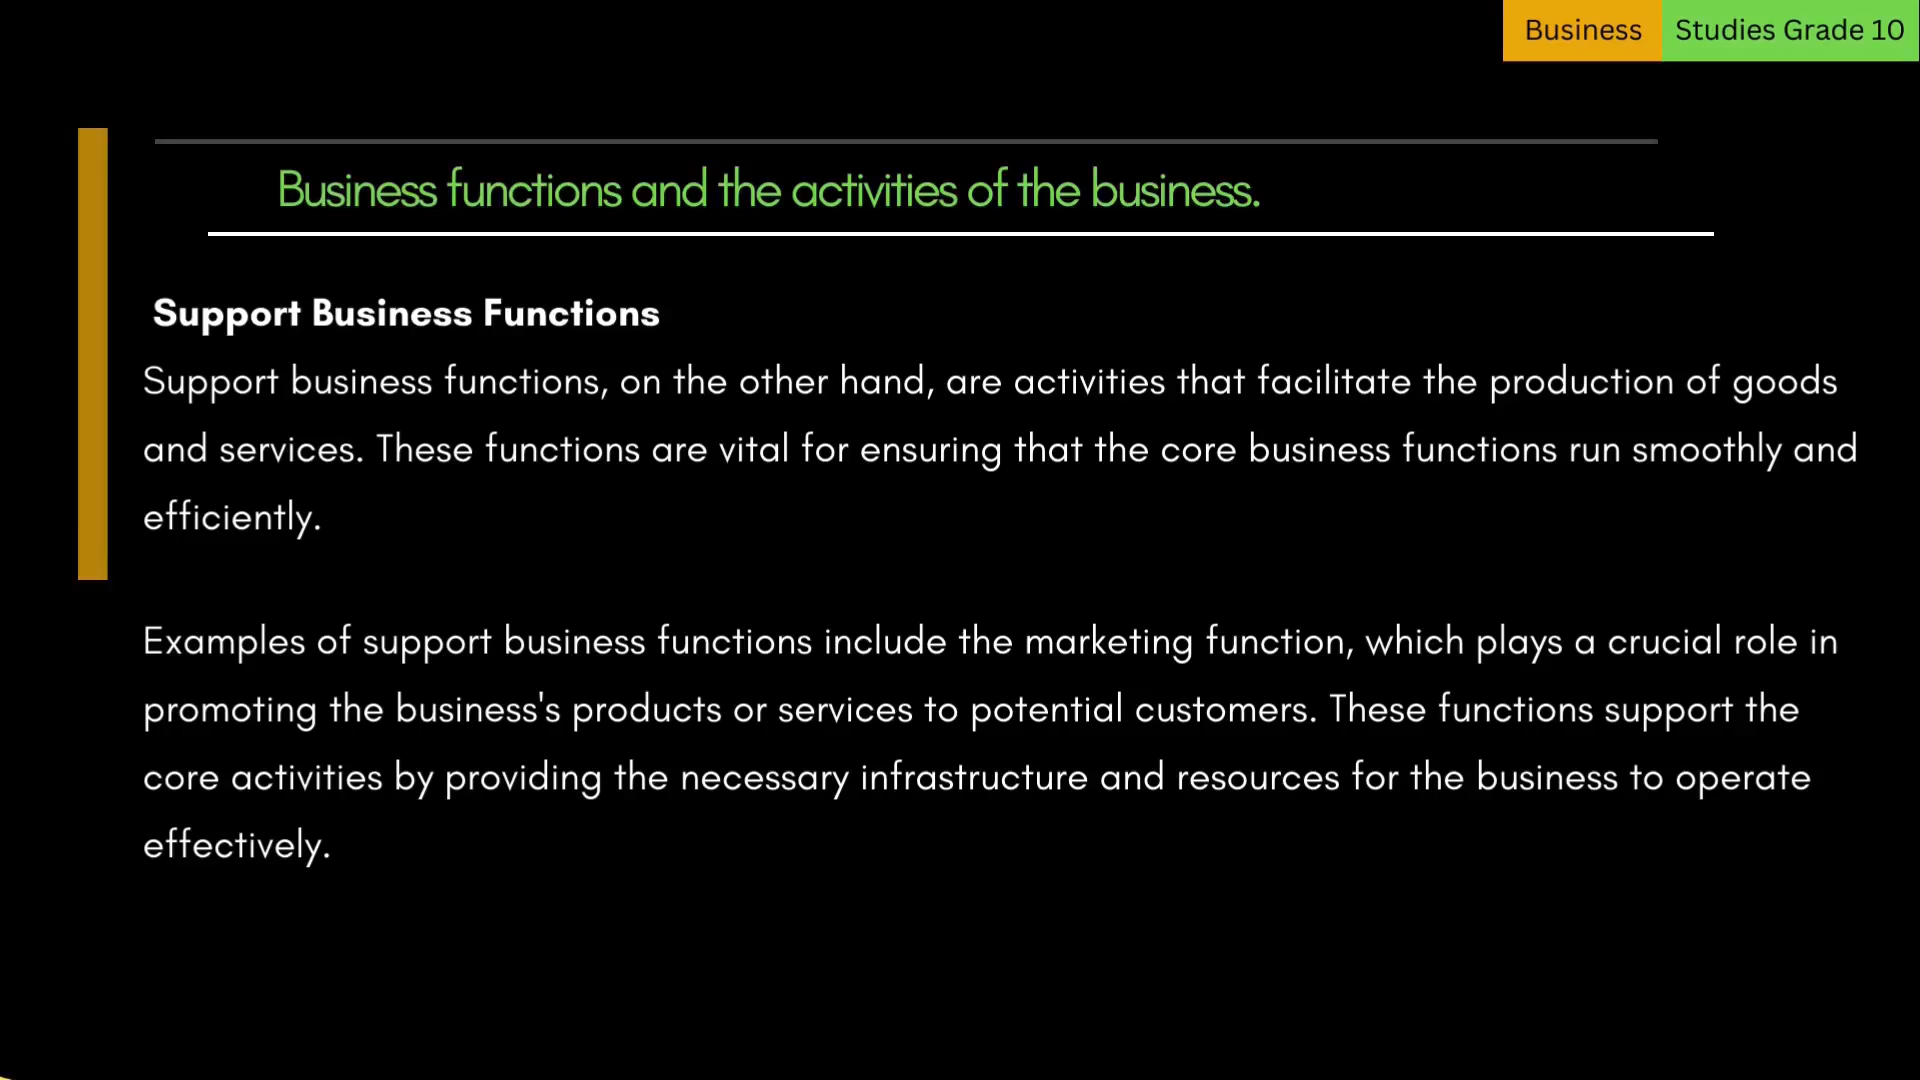 Business Studies Grade 10
Business functions and the activities of the business.
Support Business Functions
Support business functions, on the other hand, are activities that facilitate the production of goods
and services. These functions are vital for ensuring that the core business functions run smoothly and
efficiently.
Examples of support business functions include the marketing function, which plays a crucial role in
promoting the business's products or services to potential customers. These functions support the
core activities by providing the necessary infrastructure and resources for the business to operate
effectively.